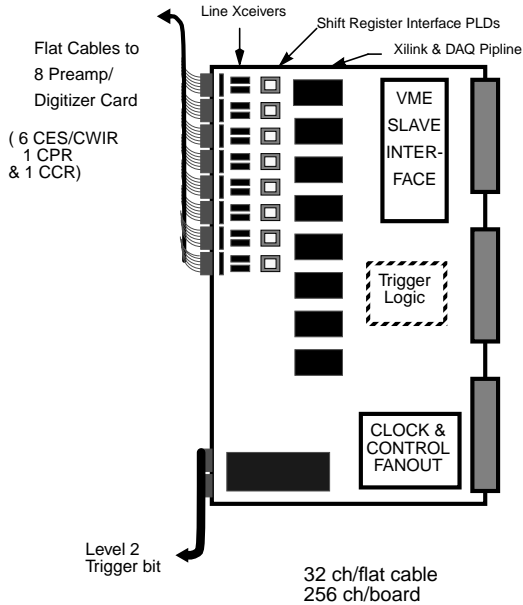 Line Xceivers
Shift Register Interface PLDs
Xilink & DAQ Pipline
Flat Cables to
8 Preamp/
Digitizer Card
( 6 CES/CWIR
1 CPR
& 1 CCR)
VME
SLAVE
INTER-
FACE
Trigger
Logic
CLOCK &
CONTROL
FANOUT
Level 2
Trigger bit
32 ch/flat cable
256 ch/board